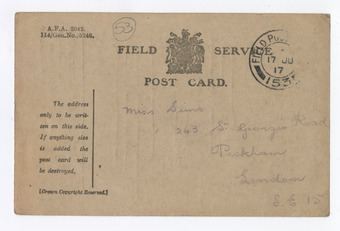 A.F.A. 2042.
114/Gen.No./5248.
53
FIELD SERVICE
POST CARD.
FIELD POST
17 JU
17
The address
only to be writ-
ten on this side.
If anything else
is added the
post card will
be destroyed.
[Crown Copyright Reserved.]
Miss Sims
243 St Georges Road
Peckham
London
S.E 15